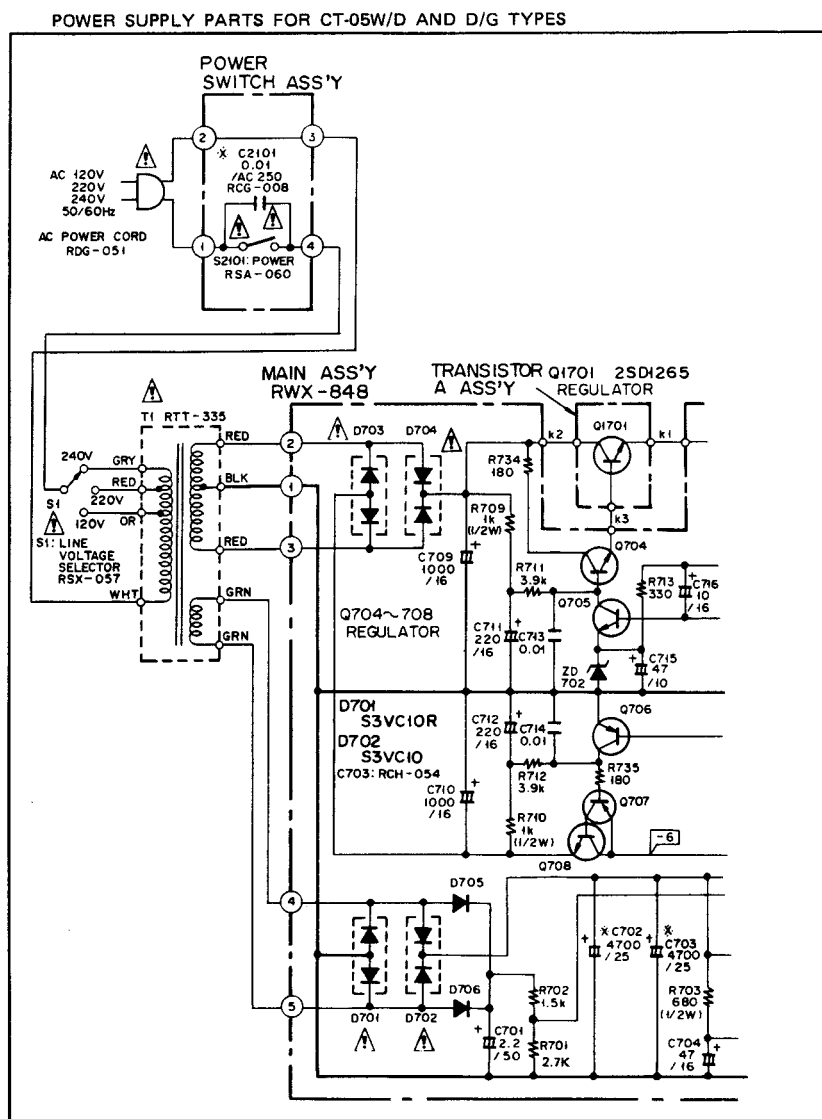 POWER SUPPLY PARTS FOR CT-05W/D AND D/G TYPES
POWER
SWITCH ASS'Y
2
3
※ C2101
0.01
/AC 250
RCG-008
AC 120V
220V
240V
50/60Hz
AC POWER CORD
RDG-051
1
4
S2101: POWER
RSA-060
MAIN ASS'Y
RWX-848
TRANSISTOR
A ASS'Y
Q1701 2SD1265
REGULATOR
T1 RTT-335
RED
2
D703
D704
k2
Q1701
k1
240V
GRY
R734
180
RED
BLK
1
S1
220V
R709
1k
(1/2W)
k3
120V
OR
S1: LINE
VOLTAGE
SELECTOR
RSX-057
RED
3
C709
1000
/16
Q704
R711
3.9k
R713
330
C716
10
/16
WHT
GRN
Q704~708
REGULATOR
Q705
C711
220
/16
C713
0.01
GRN
ZD
702
C715
47
/10
D701
S3VC10R
D702
S3VC10
C703: RCH-054
C712
220
/16
C714
0.01
Q706
R712
3.9k
R735
180
C710
1000
/16
Q707
R710
1k
(1/2W)
-6
Q708
4
D705
※ C702
4700
/25
※ C703
4700
/25
D706
R702
1.5k
R703
680
(1/2W)
5
D701
D702
C701
2.2
/50
R701
2.7K
C704
47
/16